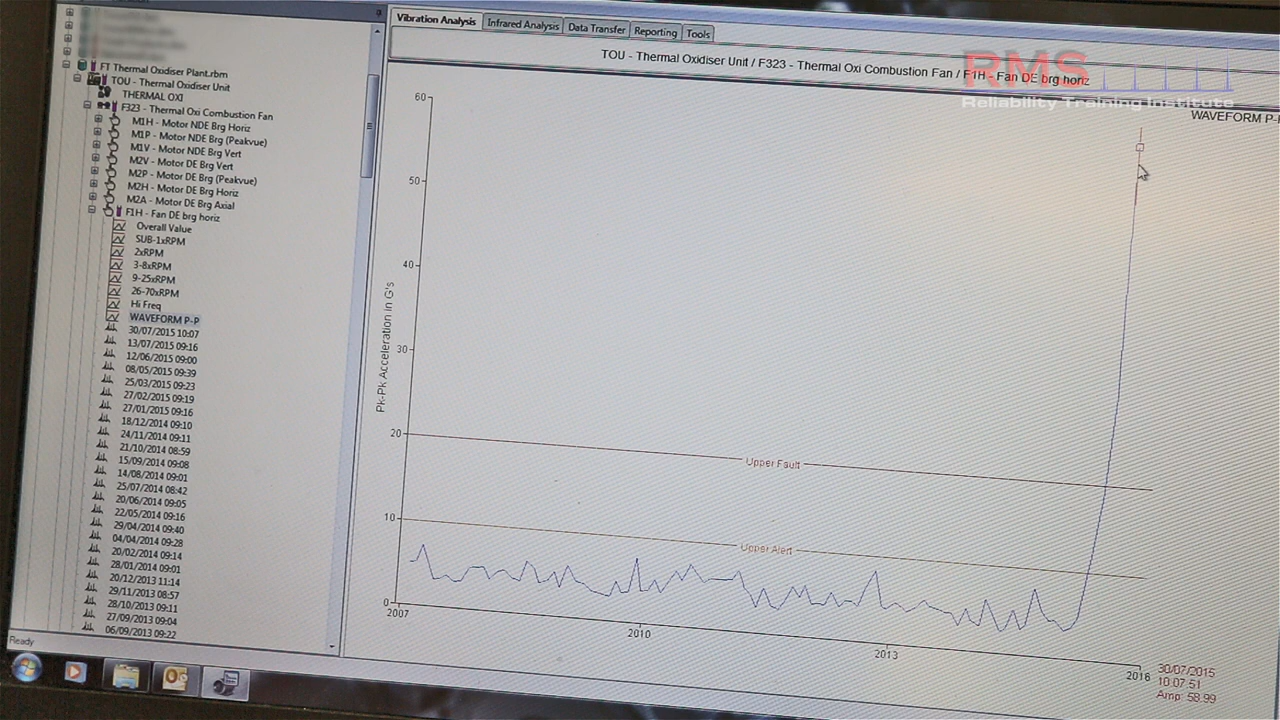 FT Thermal Oxidiser Plant.rbm
TOU - Thermal Oxidiser Unit
THERMAL OXI
F323 - Thermal Oxi Combustion Fan
M1H - Motor NDE Brg Horiz
M1P - Motor NDE Brg (Peakvue)
M1V - Motor NDE Brg Vert
M2V - Motor DE Brg Vert
M2P - Motor DE Brg (Peakvue)
M2H - Motor DE Brg Horiz
M2A - Motor DE Brg Axial
F1H - Fan DE brg horiz
Overall Value
SUB-1xRPM
2xRPM
3-8xRPM
9-25xRPM
26-70xRPM
Hi Freq
WAVEFORM P-P
30/07/2015 10:07
13/07/2015 09:16
12/06/2015 09:00
08/05/2015 09:39
25/03/2015 09:23
27/02/2015 09:19
27/01/2015 09:16
18/12/2014 09:10
24/11/2014 09:11
21/10/2014 08:59
15/09/2014 09:08
14/08/2014 09:01
25/07/2014 08:42
20/06/2014 09:05
22/05/2014 09:16
29/04/2014 09:40
04/04/2014 09:28
20/02/2014 09:14
28/01/2014 09:01
20/12/2013 11:14
29/11/2013 08:57
28/10/2013 09:11
27/09/2013 09:04
06/09/2013 09:22
Ready
Vibration Analysis Infrared Analysis Data Transfer Reporting Tools
TOU - Thermal Oxidiser Unit / F323 - Thermal Oxi Combustion Fan / F1H - Fan DE brg horiz
RMS
Reliability Training Institute
WAVEFORM P-P
60
50
40
30
20
10
0
Pk-Pk Acceleration in G's
Upper Fault
Upper Alert
2007
2010
2013
2016
30/07/2015
10:07:51
Amp: 58.99